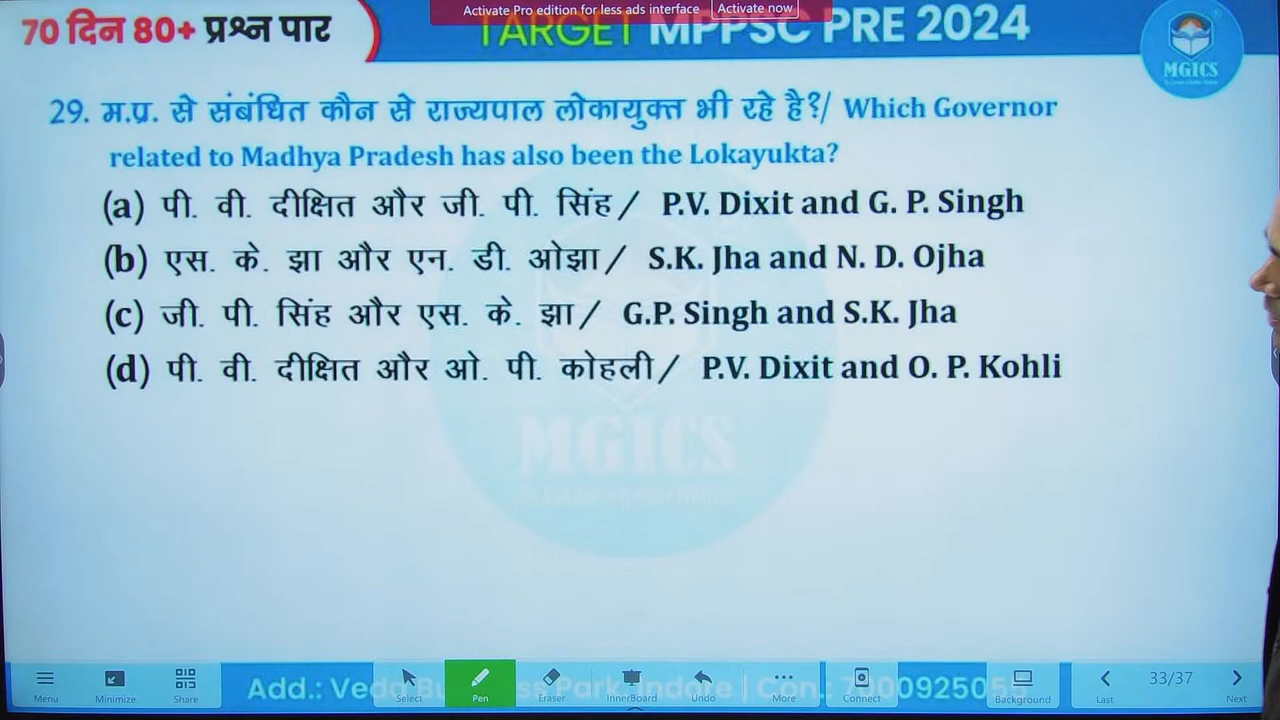 Activate Pro edition for less ads interface Activate now
70 दिन 80+ प्रश्न पार
TARGET MPPSC PRE 2024
MGICS
29. म.प्र. से संबंधित कौन से राज्यपाल लोकायुक्त भी रहे है?/ Which Governor
related to Madhya Pradesh has also been the Lokayukta?
(a) पी. वी. दीक्षित और जी. पी. सिंह / P.V. Dixit and G. P. Singh
(b) एस. के. झा और एन. डी. ओझा / S.K. Jha and N. D. Ojha
(c) जी. पी. सिंह और एस. के. झा / G.P. Singh and S.K. Jha
(d) पी. वी. दीक्षित और ओ. पी. कोहली / P.V. Dixit and O. P. Kohli
MGICS
Add.:
Menu Minimize Share Select Pen Eraser InnerBoard Undo More Connect Background Last 33/37 Next